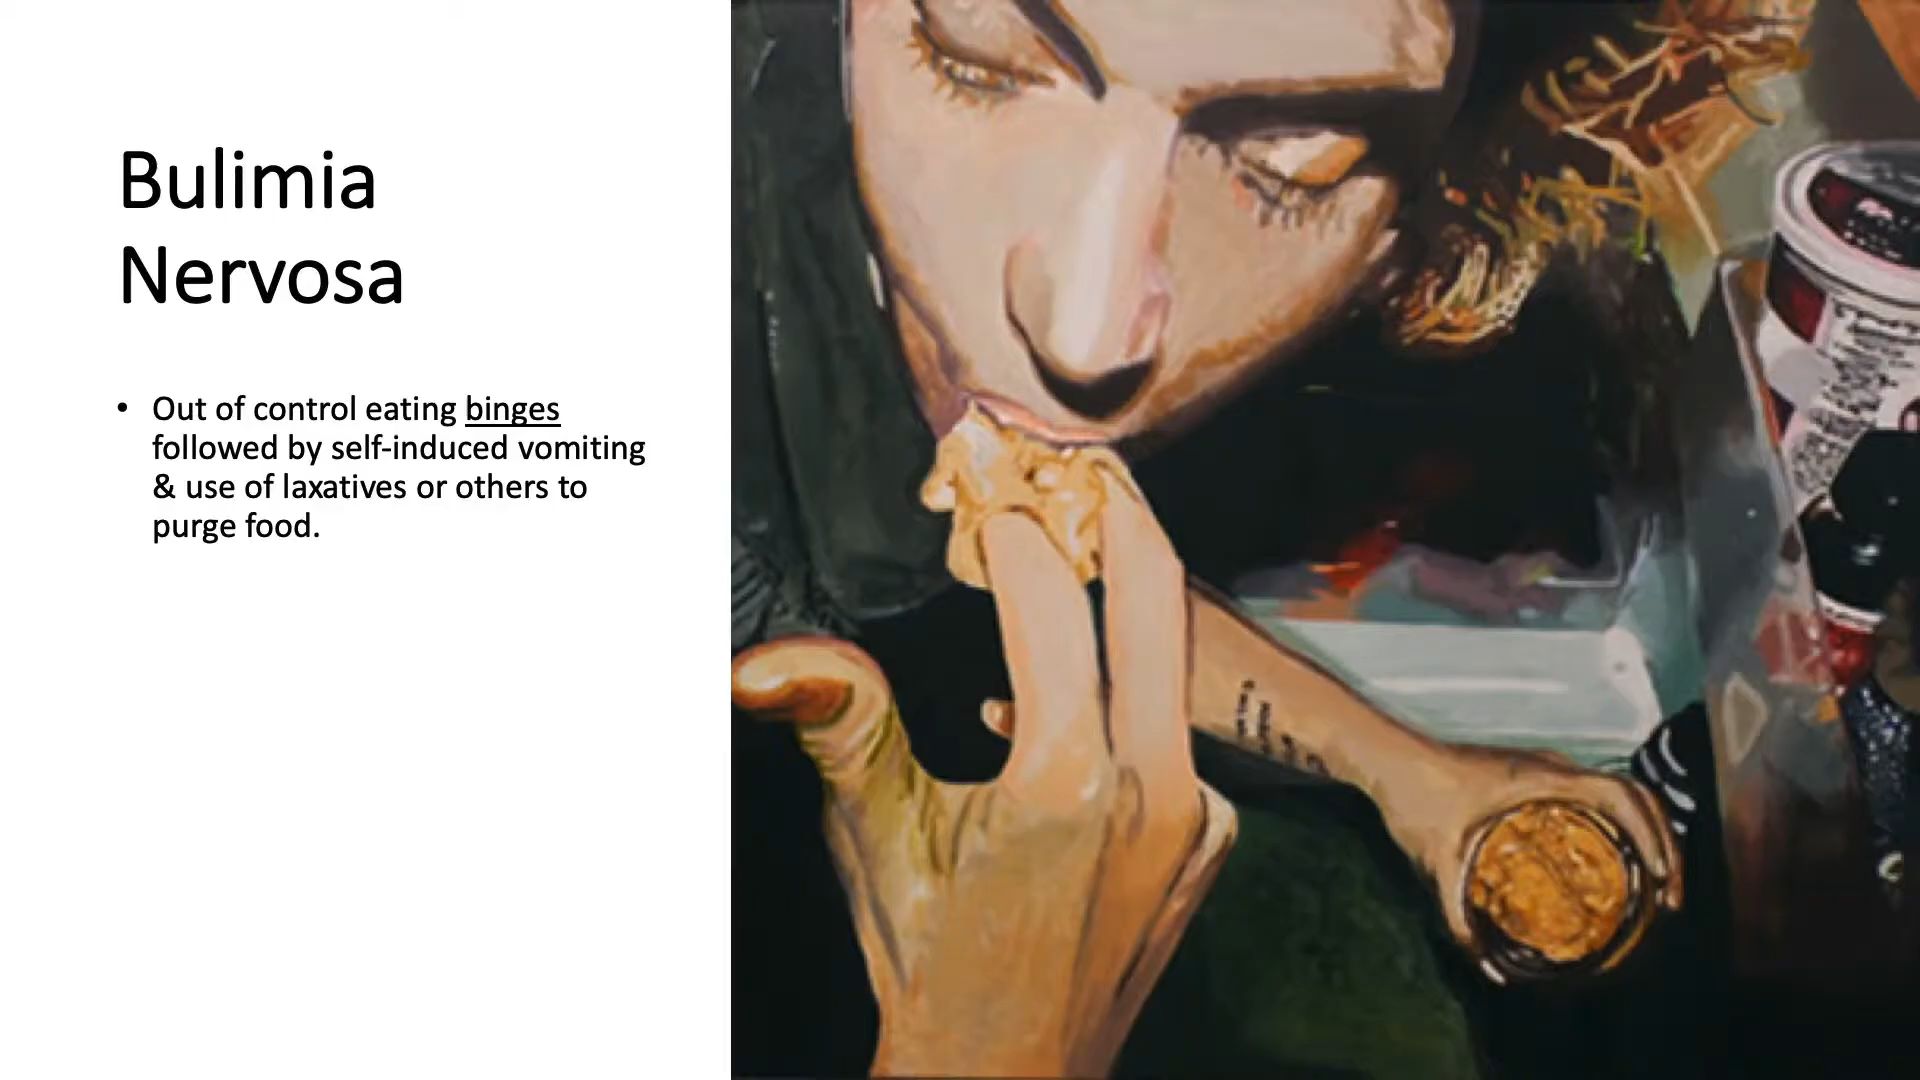 Bulimia
Nervosa
• Out of control eating binges
followed by self-induced vomiting
& use of laxatives or others to
purge food.